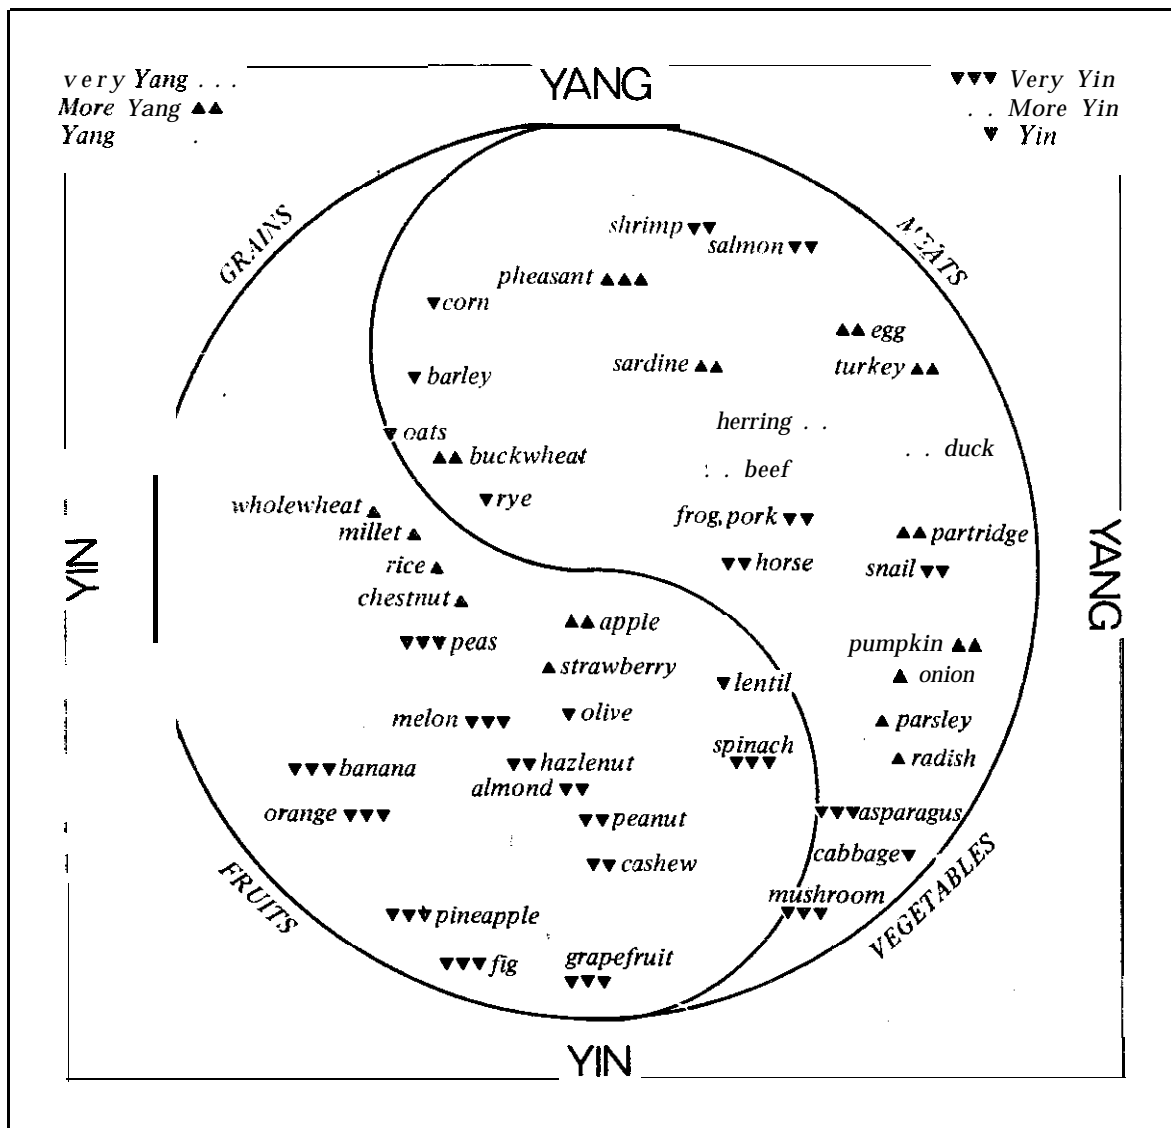 very Yang . . .
More Yang ▲▲
Yang .
YANG
▼▼▼ Very Yin
. . More Yin
▼ Yin
GRAINS
MEATS
shrimp ▼▼
salmon ▼▼
pheasant ▲▲▲
▼corn
▲▲ egg
sardine ▲▲
turkey ▲▲
▼ barley
herring . .
▼ oats
. . duck
▲▲ buckwheat
. . beef
▼rye
wholewheat ▲
frog, pork ▼▼
millet ▲
▲▲ partridge
YIN
YANG
rice ▲
▼▼ horse
snail ▼▼
chestnut ▲
▲▲ apple
▼▼▼ peas
pumpkin ▲▲
▲ strawberry
▲ onion
▼lentil
melon ▼▼▼
▼ olive
▲ parsley
spinach
▼▼▼
▲ radish
▼▼▼ banana
▼▼ hazlenut
almond ▼▼
orange ▼▼▼
▼▼ peanut
▼▼▼asparagus
cabbage▼
▼▼ cashew
FRUITS
VEGETABLES
mushroom
▼▼▼
▼▼▼ pineapple
▼▼▼ fig
grapefruit
▼▼▼
YIN